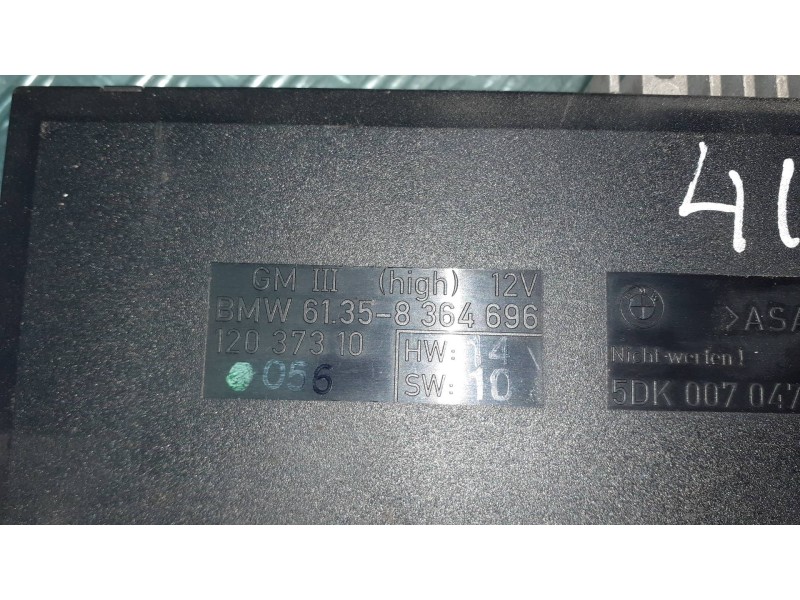 41
GM III (high) 12V
BMW 61.35-8 364 696
120 373 10
HW: 14
056
SW: 10
>ASA
Nicht werfen!
5DK 007 047